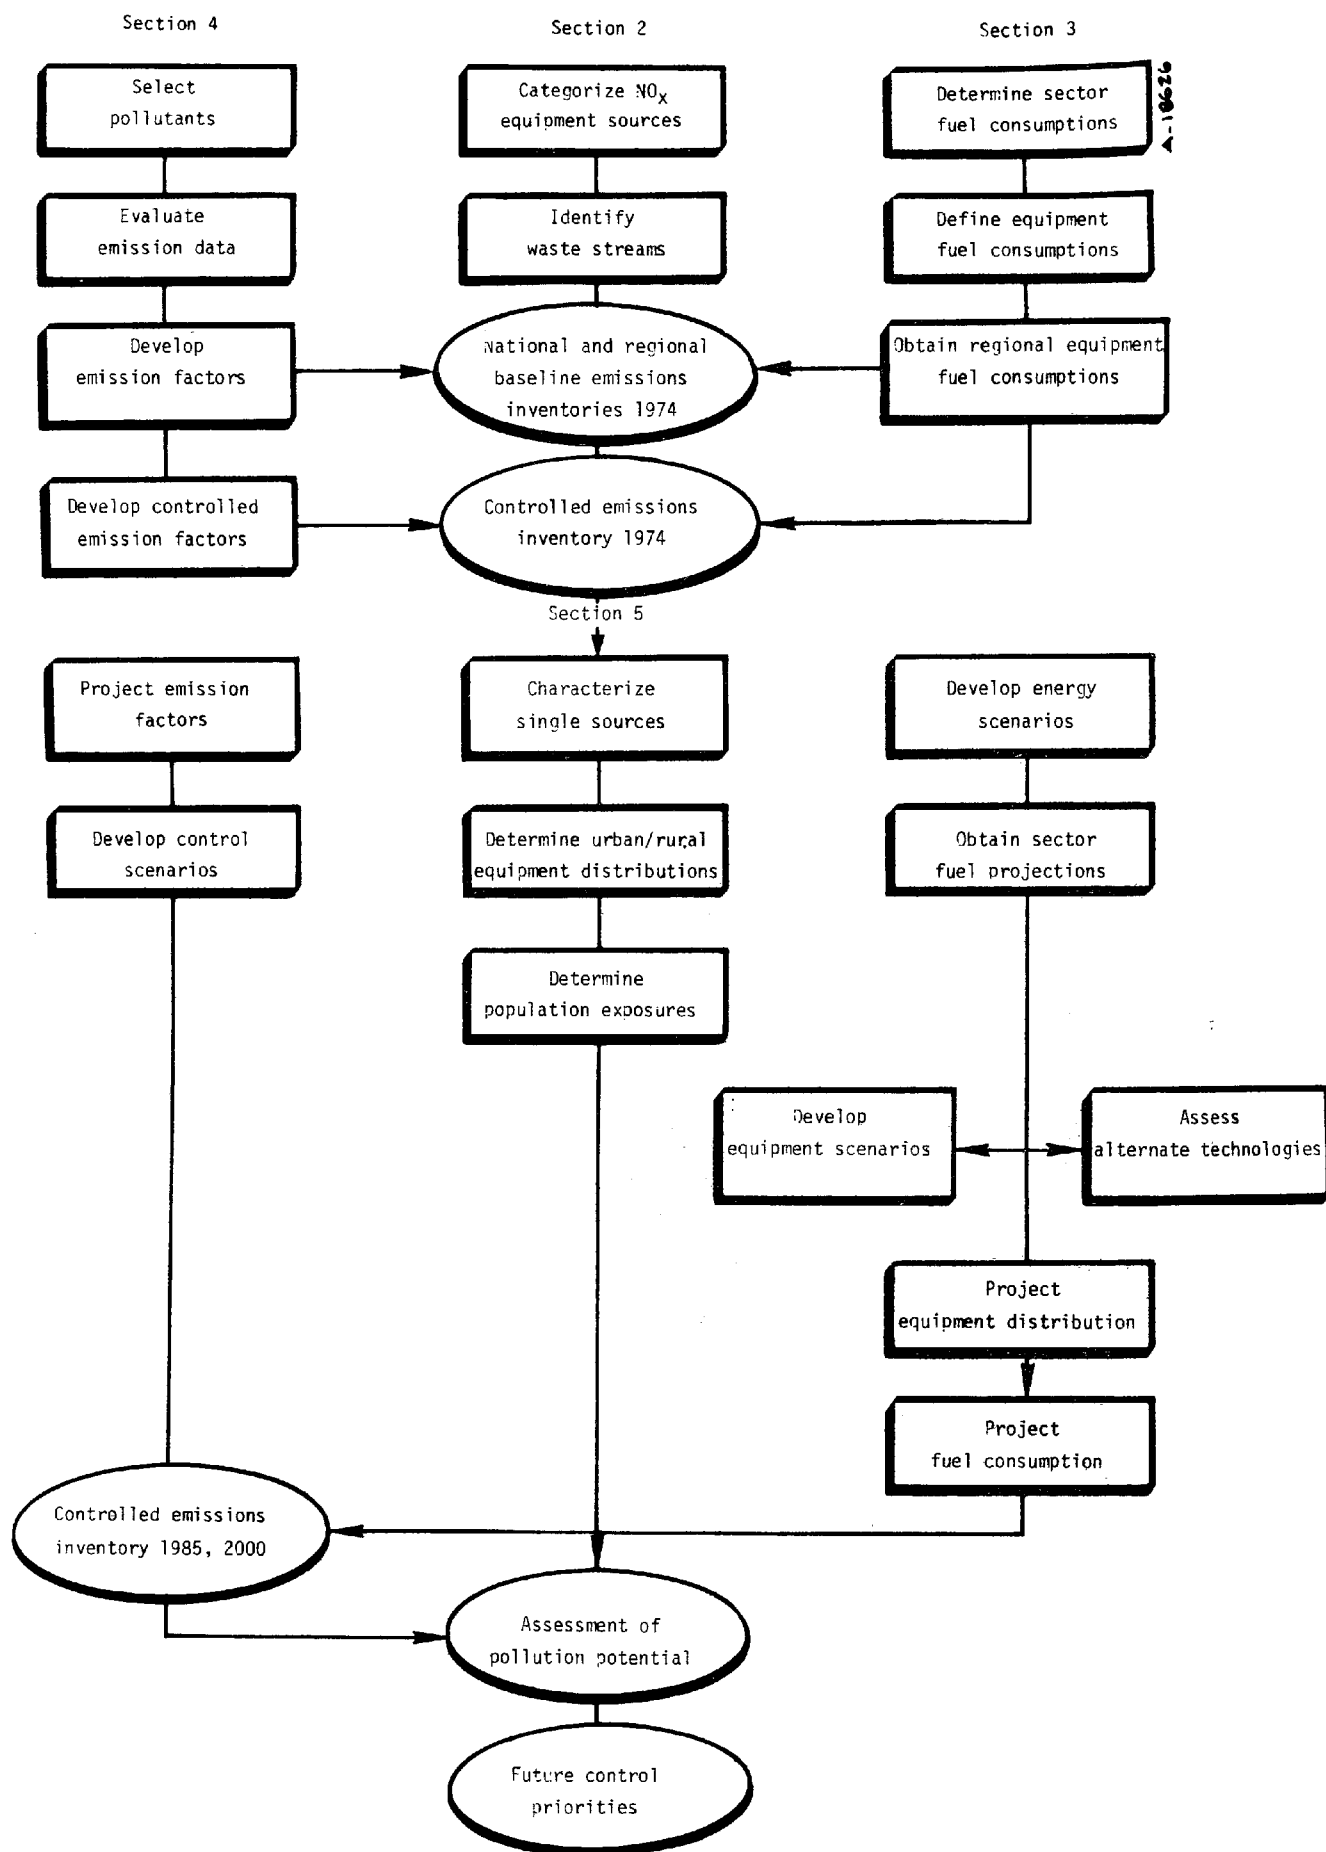 Section 4
Section 2
Section 3
Select
pollutants
Categorize NOx
equipment sources
Determine sector
fuel consumptions
A-18626
Evaluate
emission data
Identify
waste streams
Define equipment
fuel consumptions
Develop
emission factors
National and regional
baseline emissions
inventories 1974
Obtain regional equipment
fuel consumptions
Develop controlled
emission factors
Controlled emissions
inventory 1974
Section 5
Project emission
factors
Characterize
single sources
Develop energy
scenarios
Develop control
scenarios
Determine urban/rural
equipment distributions
Obtain sector
fuel projections
Determine
population exposures
Develop
equipment scenarios
Assess
alternate technologies
Project
equipment distribution
Project
fuel consumption
Controlled emissions
inventory 1985, 2000
Assessment of
pollution potential
Future control
priorities